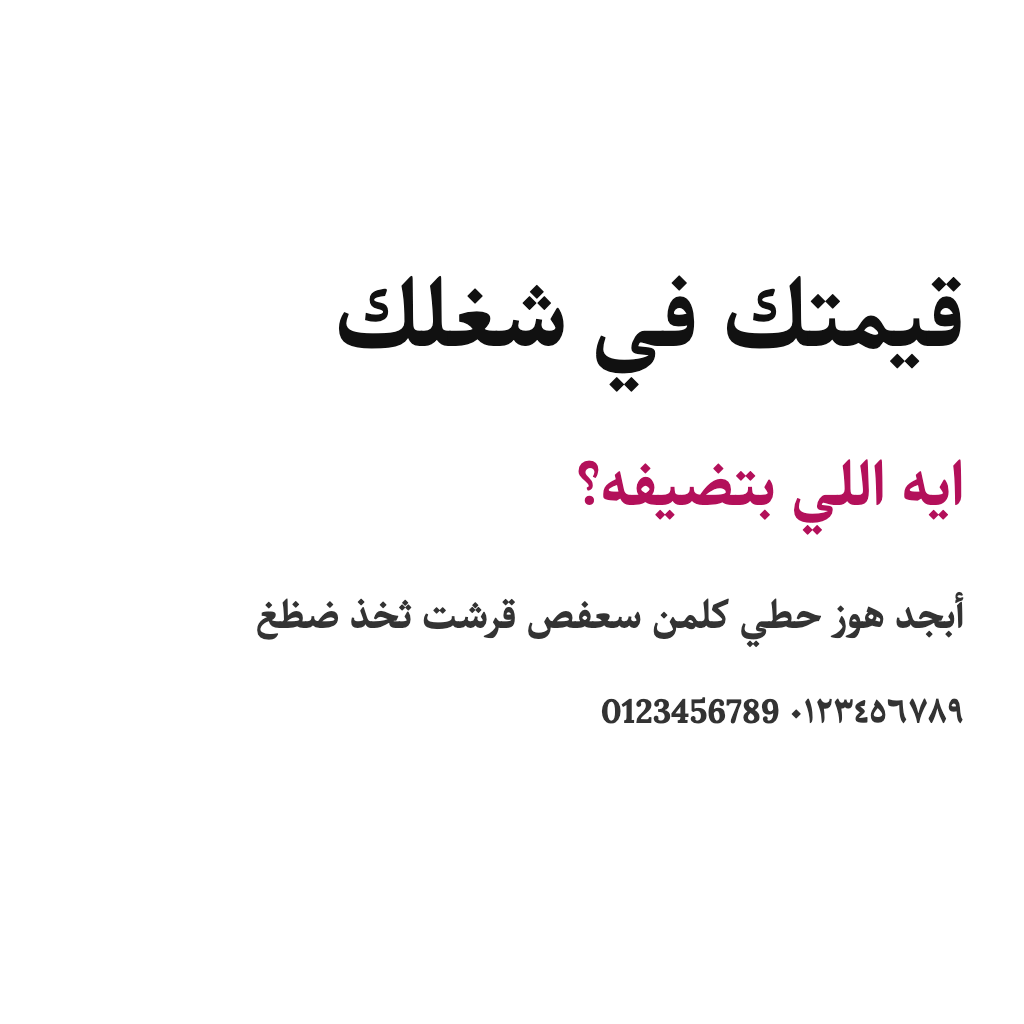 قيمتك في شغلك
ايه اللي بتضيفه؟
أبجد هوز حطي كلمن سعفص قرشت ثخذ ضظغ
٠١٢٣٤٥٦٧٨٩ 0123456789